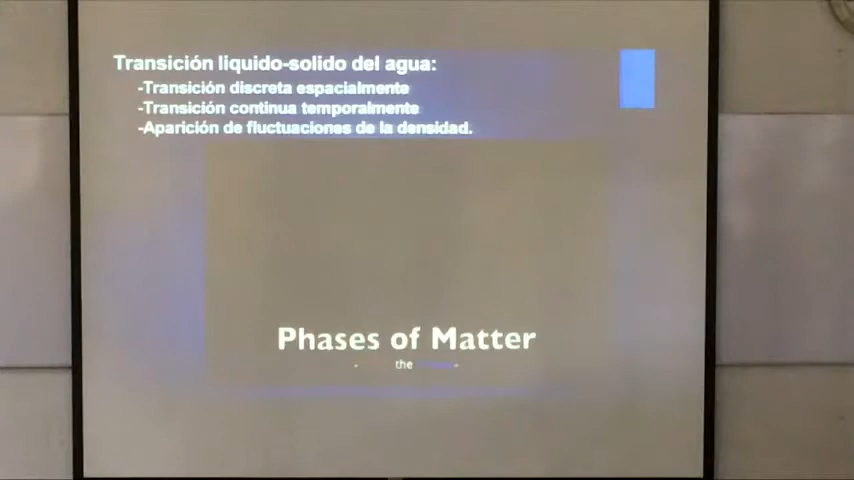 Transición liquido-solido del agua:
-Transición discreta espacialmente
-Transición continua temporalmente
-Aparición de fluctuaciones de la densidad.
Phases of Matter
the